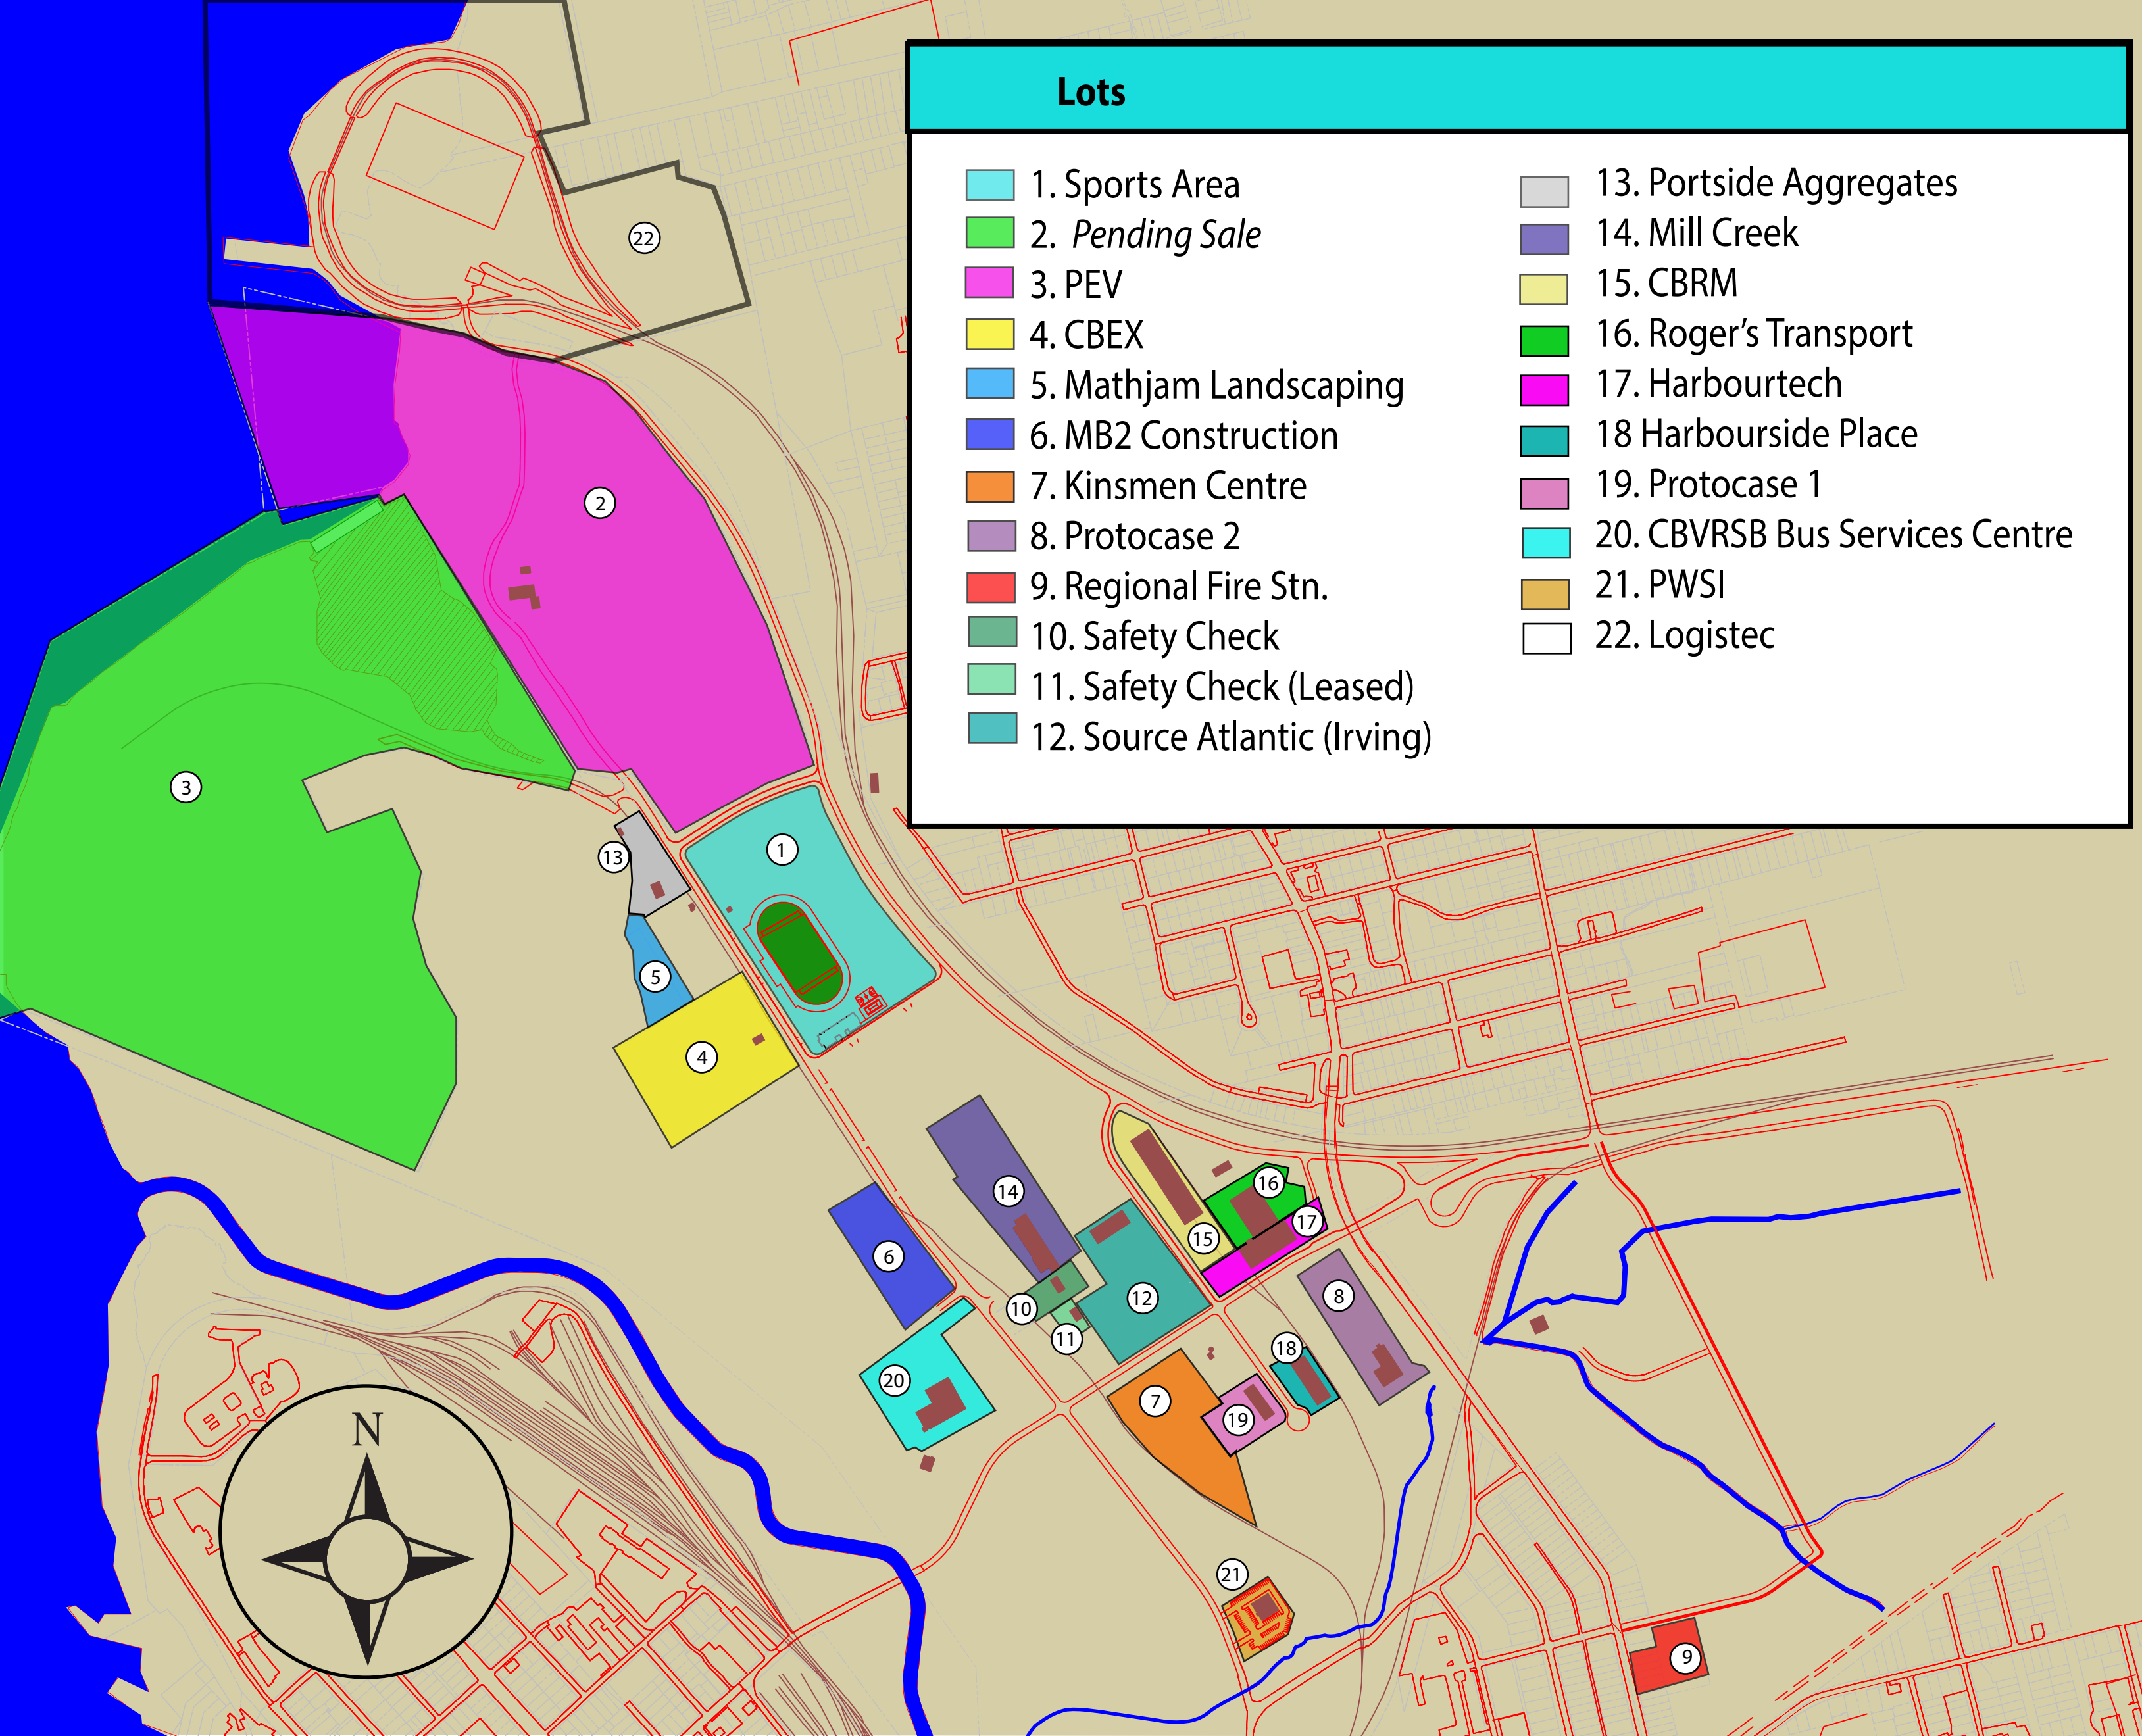 Lots
1. Sports Area
2. Pending Sale
3. PEV
4. CBEX
5. Mathjam Landscaping
6. MB2 Construction
7. Kinsmen Centre
8. Protocase 2
9. Regional Fire Stn.
10. Safety Check
11. Safety Check (Leased)
12. Source Atlantic (Irving)
13. Portside Aggregates
14. Mill Creek
15. CBRM
16. Roger's Transport
17. Harbourtech
18 Harbourside Place
19. Protocase 1
20. CBVRSB Bus Services Centre
21. PWSI
22. Logistec
22
2
3
1
13
5
4
14
16
17
15
6
8
12
10
11
18
20
7
19
N
21
9